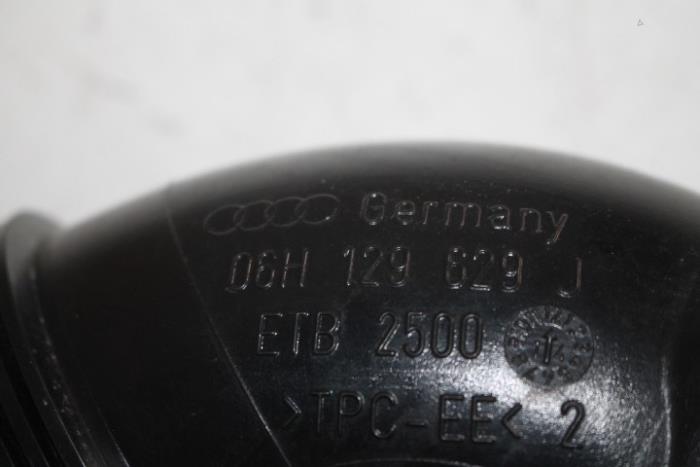 Germany
06H 129 629 J
ETB 2500
>TPC-EE< 2